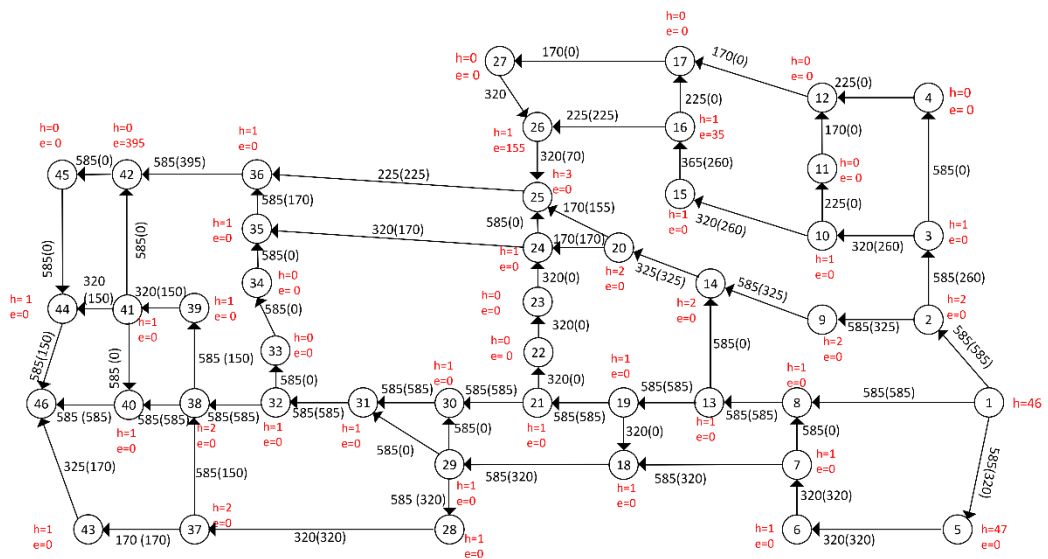 h=0
e= 0
27
170(0)
h=0
e= 0
17
170(0)
h=0
e= 0
12
225(0)
4
h=0
e= 0
320
225(0)
26
225(225)
16
h=1
e=35
170(0)
h=1
e=155
320(70)
365(260)
11
h=0
e= 0
585(0)
h=0
e= 0
h=0
e=395
h=1
e=0
45
585(0)
42
585(395)
36
225(225)
h=3
e=0
25
170(155)
15
h=1
e=0
320(260)
225(0)
10
h=1
e=0
320(260)
3
h=1
e=0
585(170)
35
h=1
e=0
320(170)
585(0)
24
h=1
e=0
170(170)
20
h=2
e=0
325(325)
585(260)
585(0)
585(0)
585(0)
34
h=0
e=0
320(0)
23
h=0
e=0
14
h=2
e=0
585(325)
9
h=2
e=0
585(325)
2
h=2
e=0
h= 1
e=0
44
320
(150)
41
h=1
e=0
320(150)
39
h=1
e= 0
585(0)
33
h=0
e=0
320(0)
22
h=0
e= 0
585(0)
585(585)
585(150)
585 (0)
585 (150)
585(0)
320(0)
46
585 (585)
40
h=1
e=0
585(585)
38
h=2
e=0
585(585)
32
h=1
e=0
585(585)
31
h=1
e=0
585(585)
30
h=1
e=0
585(585)
21
h=1
e=0
585(585)
19
h=1
e=0
585(585)
13
h=1
e=0
585(585)
8
h=1
e=0
585(585)
1
h=46
325(170)
585(150)
585(0)
585(0)
29
h=1
e=0
585(320)
320(0)
18
h=1
e=0
585(320)
585(0)
7
h=1
e=0
585(320)
585 (320)
320(320)
h=1
e=0
43
170 (170)
37
h=2
e=0
320(320)
28
h=1
e=0
h=1
e=0
6
320(320)
5
h=47
e=0